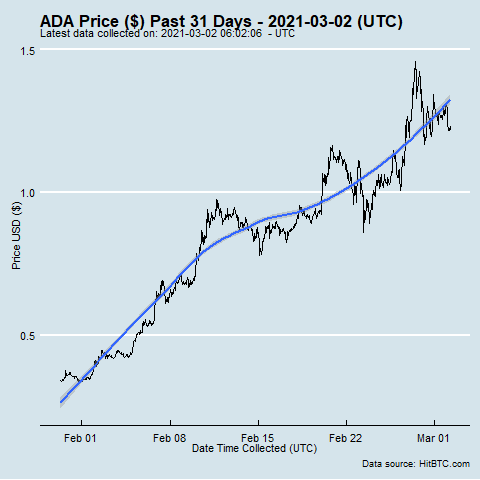 ADA Price ($) Past 31 Days - 2021-03-02 (UTC)
Latest data collected on: 2021-03-02 06:02:06  - UTC
1.5
1.0
0.5
Price USD ($)
Feb 01 Feb 08 Feb 15 Feb 22 Mar 01
Date Time Collected (UTC)
Data source: HitBTC.com